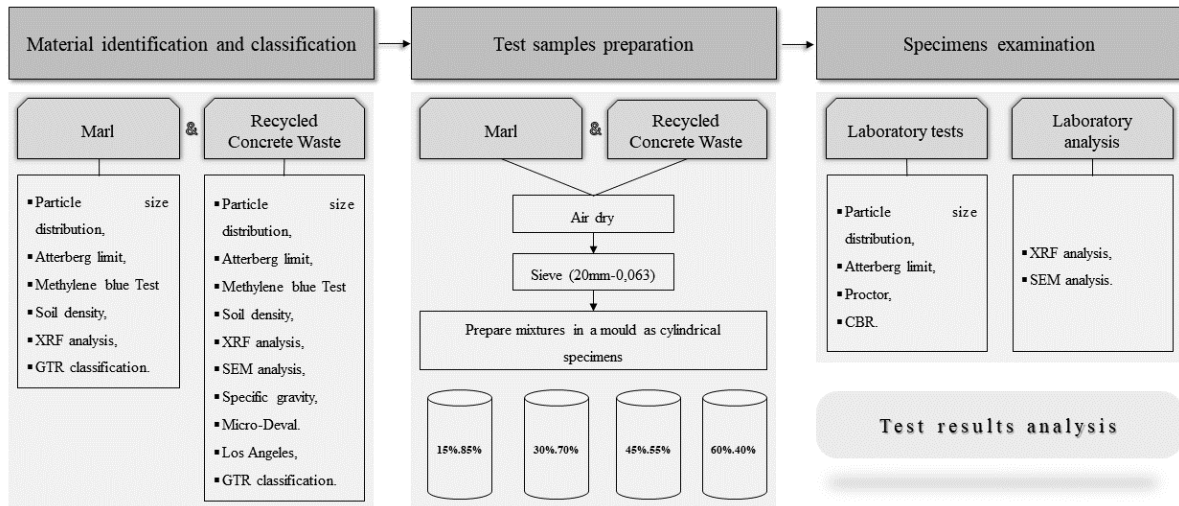 Material identification and classification
Test samples preparation
Specimens examination
Marl
&
Recycled
Concrete Waste
▪ Particle size
distribution,
▪ Atterberg limit,
▪ Methylene blue Test
▪ Soil density,
▪ XRF analysis,
▪ GTR classification.
▪ Particle size
distribution,
▪ Atterberg limit,
▪ Methylene blue Test
▪ Soil density,
▪ XRF analysis,
▪ SEM analysis,
▪ Specific gravity,
▪ Micro-Deval.
▪ Los Angeles,
▪ GTR classification.
Marl
&
Recycled
Concrete Waste
Air dry
Sieve (20mm-0,063)
Prepare mixtures in a mould as cylindrical
specimens
15%.85%
30%.70%
45%.55%
60%.40%
Laboratory tests
▪ Particle size
distribution,
▪ Atterberg limit,
▪ Proctor,
▪ CBR.
Laboratory
analysis
▪ XRF analysis,
▪ SEM analysis.
Test results analysis